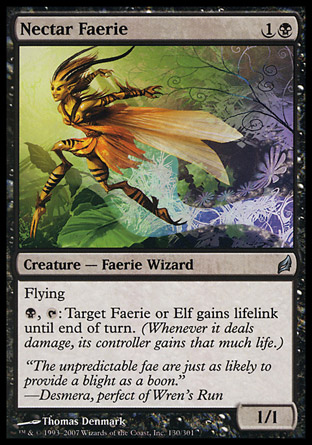 Nectar Faerie 1
Creature — Faerie Wizard
Flying
, : Target Faerie or Elf gains lifelink
until end of turn. (Whenever it deals
damage, its controller gains that much life.)
"The unpredictable fae are just as likely to
provide a blight as a boon."
—Desmera, perfect of Wren's Run
Thomas Denmark
1/1
™ & © 1993–2007 Wizards of the Coast, Inc. 130/301